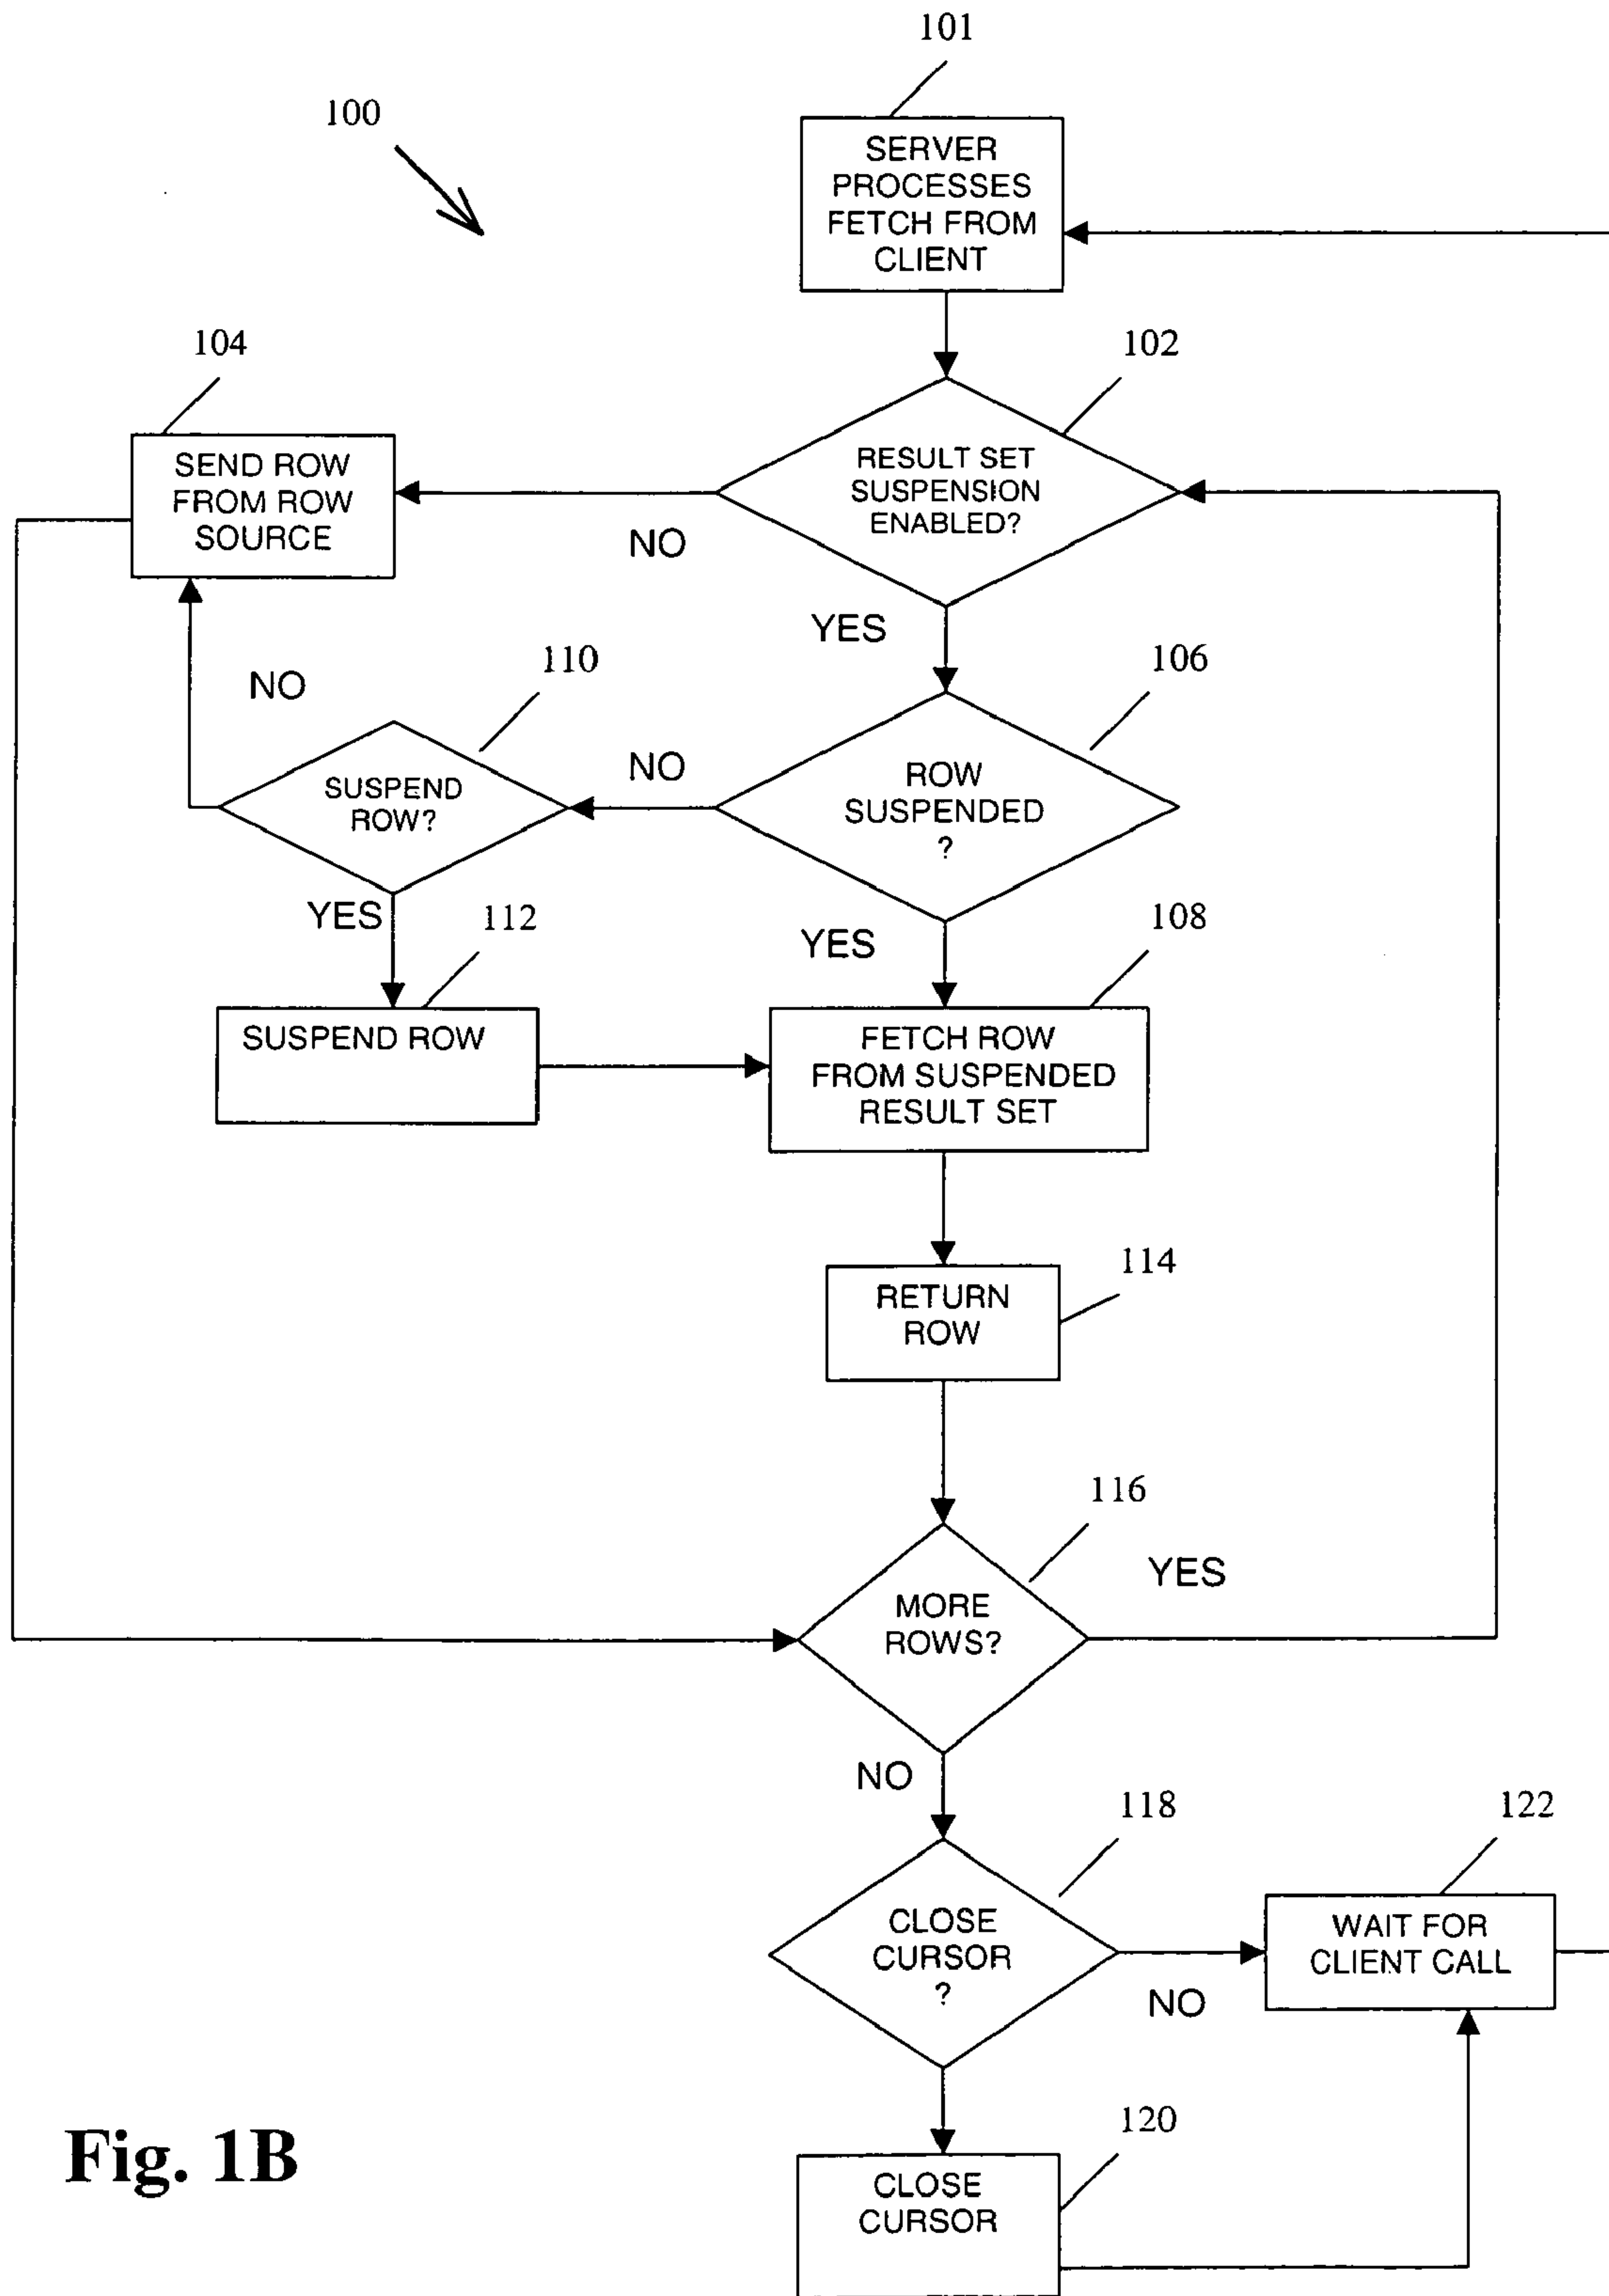 101
100
SERVER
PROCESSES
FETCH FROM
CLIENT
104
102
SEND ROW
FROM ROW
SOURCE
RESULT SET
SUSPENSION
ENABLED?
NO
YES
110
106
NO
SUSPEND
ROW?
NO
ROW
SUSPENDED
?
YES
112
YES
108
SUSPEND ROW
FETCH ROW
FROM SUSPENDED
RESULT SET
114
RETURN
ROW
116
YES
MORE
ROWS?
NO
118
122
CLOSE
CURSOR
?
WAIT FOR
CLIENT CALL
NO
120
CLOSE
CURSOR
Fig. 1B